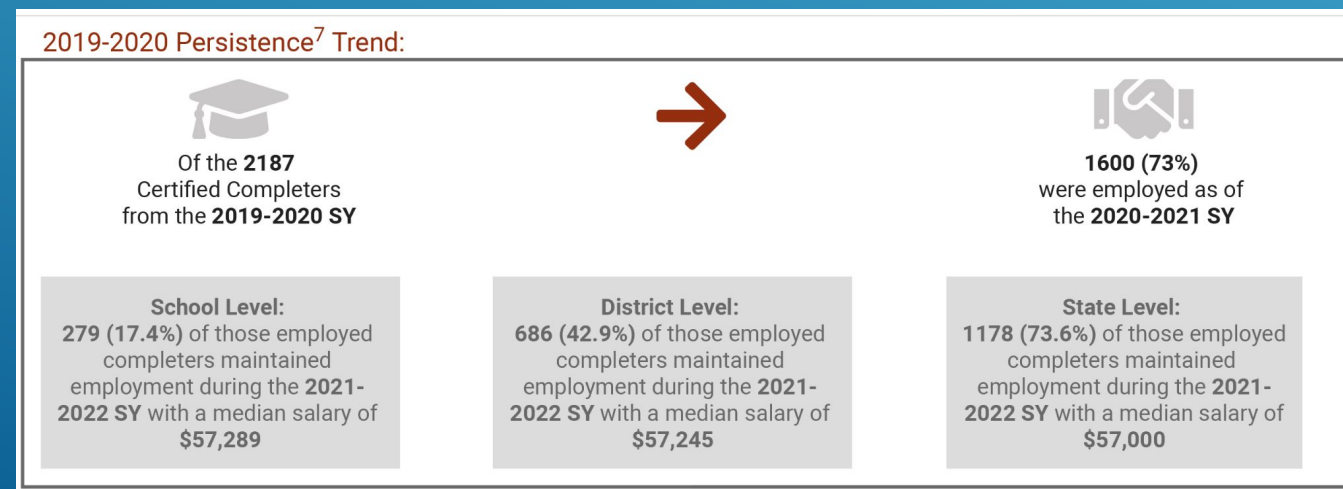 2019-2020 Persistence⁷ Trend:
Of the 2187
Certified Completers
from the 2019-2020 SY
1600 (73%)
were employed as of
the 2020-2021 SY
School Level:
279 (17.4%) of those employed
completers maintained
employment during the 2021-
2022 SY with a median salary of
$57,289
District Level:
686 (42.9%) of those employed
completers maintained
employment during the 2021-
2022 SY with a median salary of
$57,245
State Level:
1178 (73.6%) of those employed
completers maintained
employment during the 2021-
2022 SY with a median salary of
$57,000